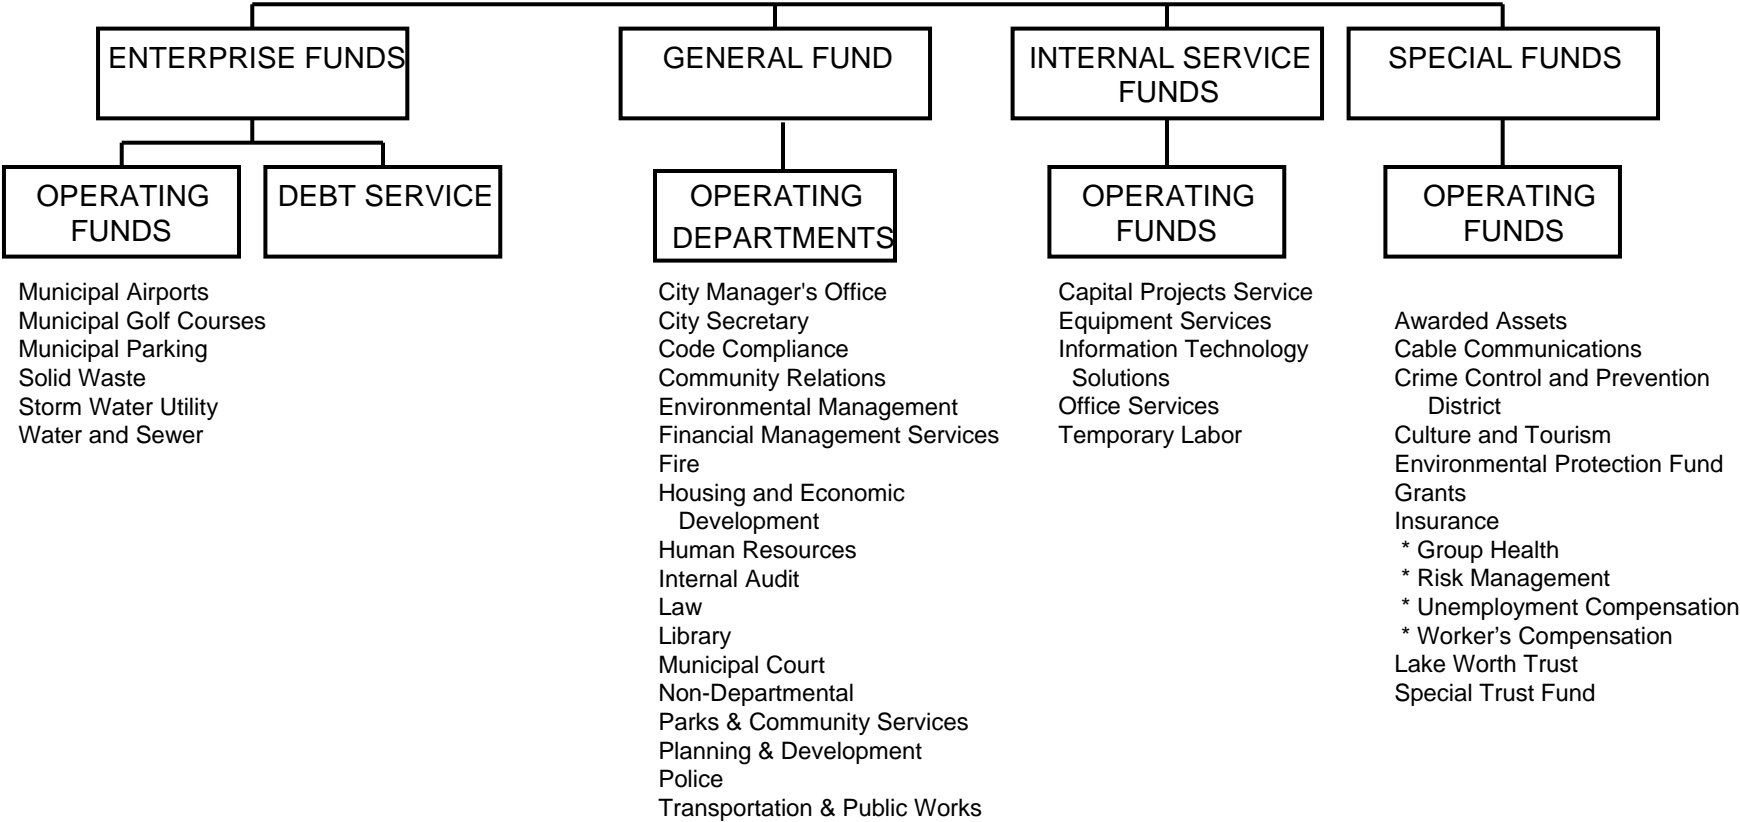 ENTERPRISE FUNDS
GENERAL FUND
INTERNAL SERVICE
FUNDS
SPECIAL FUNDS
OPERATING
FUNDS
DEBT SERVICE
OPERATING
DEPARTMENTS
OPERATING
FUNDS
OPERATING
FUNDS
Municipal Airports
Municipal Golf Courses
Municipal Parking
Solid Waste
Storm Water Utility
Water and Sewer
City Manager's Office
City Secretary
Code Compliance
Community Relations
Environmental Management
Financial Management Services
Fire
Housing and Economic
Development
Human Resources
Internal Audit
Law
Library
Municipal Court
Non-Departmental
Parks & Community Services
Planning & Development
Police
Transportation & Public Works
Capital Projects Service
Equipment Services
Information Technology
Solutions
Office Services
Temporary Labor
Awarded Assets
Cable Communications
Crime Control and Prevention
District
Culture and Tourism
Environmental Protection Fund
Grants
Insurance
* Group Health
* Risk Management
* Unemployment Compensation
* Worker’s Compensation
Lake Worth Trust
Special Trust Fund